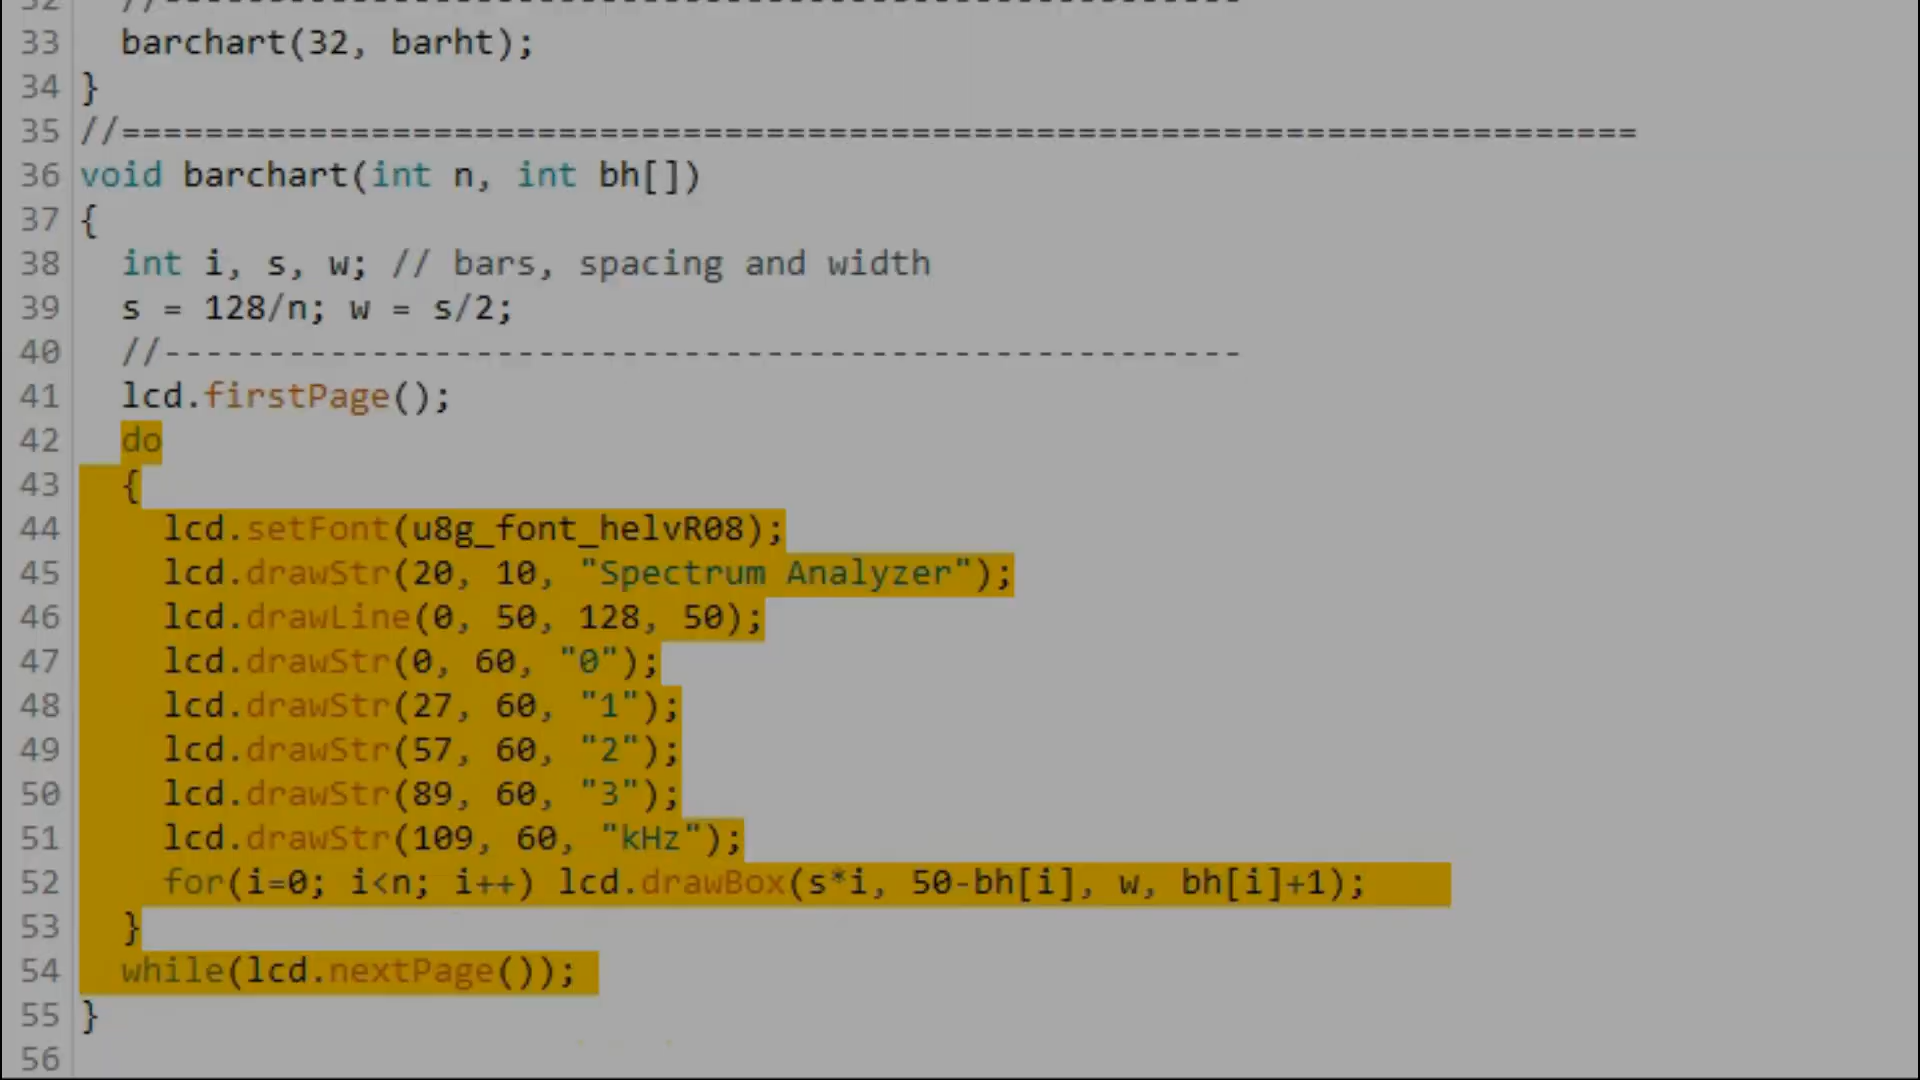 32 //----------------------------------------------------
33 barchart(32, barht);
34 }
35 //=========================================================================
36 void barchart(int n, int bh[])
37 {
38 int i, s, w; // bars, spacing and width
39 s = 128/n; w = s/2;
40 //----------------------------------------------------
41 lcd.firstPage();
42 do
43 {
44 lcd.setFont(u8g_font_helvR08);
45 lcd.drawStr(20, 10, "Spectrum Analyzer");
46 lcd.drawLine(0, 50, 128, 50);
47 lcd.drawStr(0, 60, "0");
48 lcd.drawStr(27, 60, "1");
49 lcd.drawStr(57, 60, "2");
50 lcd.drawStr(89, 60, "3");
51 lcd.drawStr(109, 60, "kHz");
52 for(i=0; i<n; i++) lcd.drawBox(s*i, 50-bh[i], w, bh[i]+1);
53 }
54 while(lcd.nextPage());
55 }
56